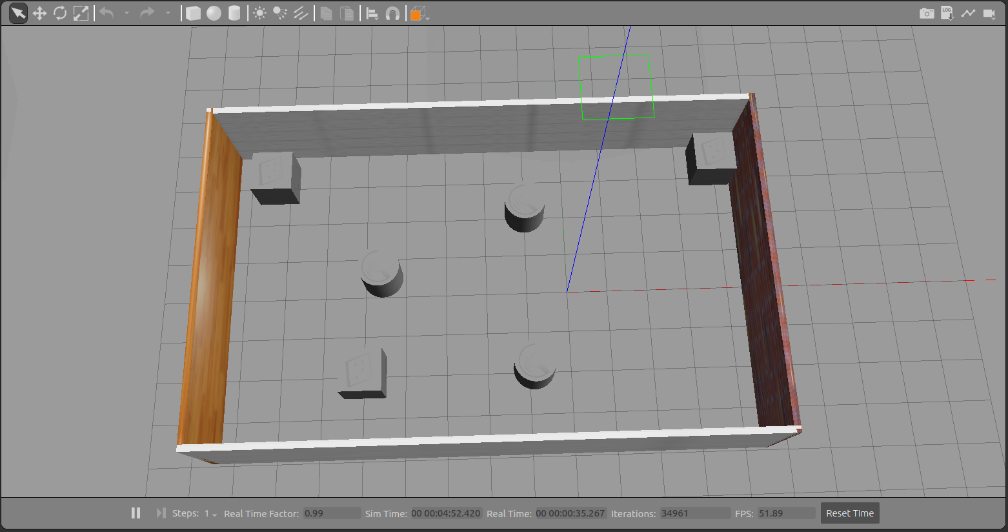 LOG
Steps: 1 Real Time Factor: 0.99 Sim Time: 00 00:04:52.420 Real Time: 00 00:00:35.267 Iterations: 34961 FPS: 51.89 Reset Time